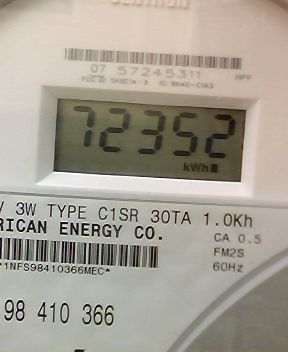 07 57245311
72352
kWh
V 3W TYPE C1SR 30TA 1.0Kh
RICAN ENERGY CO.
CA 0.5
FM2S
60Hz
*1NFS98410366MEC*
98 410 366